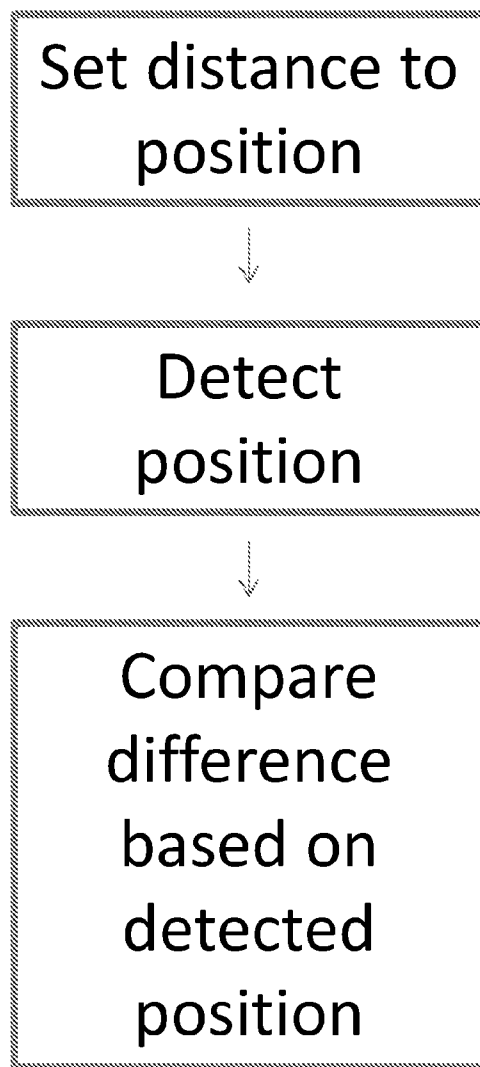 Set distance to
position
Detect
position
Compare
difference
based on
detected
position